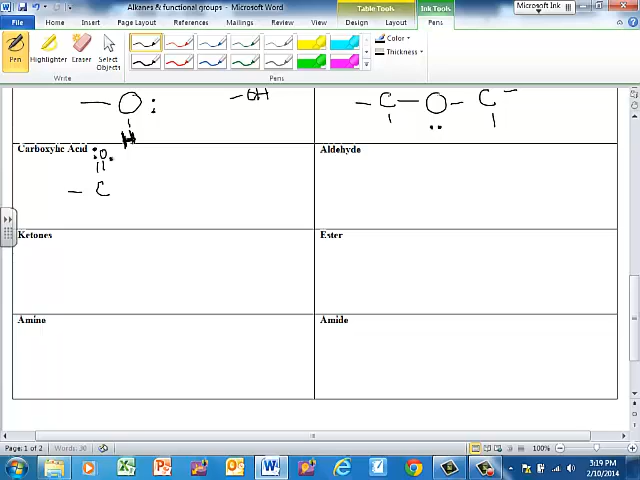 Alkanes & functional groups - Microsoft Word
Table Tools
Ink Tools
Microsoft Ink
File
Home
Insert
Page Layout
References
Mailings
Review
View
Design
Layout
Pens
Pen
Highlighter
Eraser
Select Objects
Color
Thickness
Write
Pens
O
H
- OH
- C - O - C -
Carboxylic Acid
O
- C
Aldehyde
Ketones
Ester
Amine
Amide
Page: 1 of 2
Words: 30
100%
3:19 PM
2/10/2014